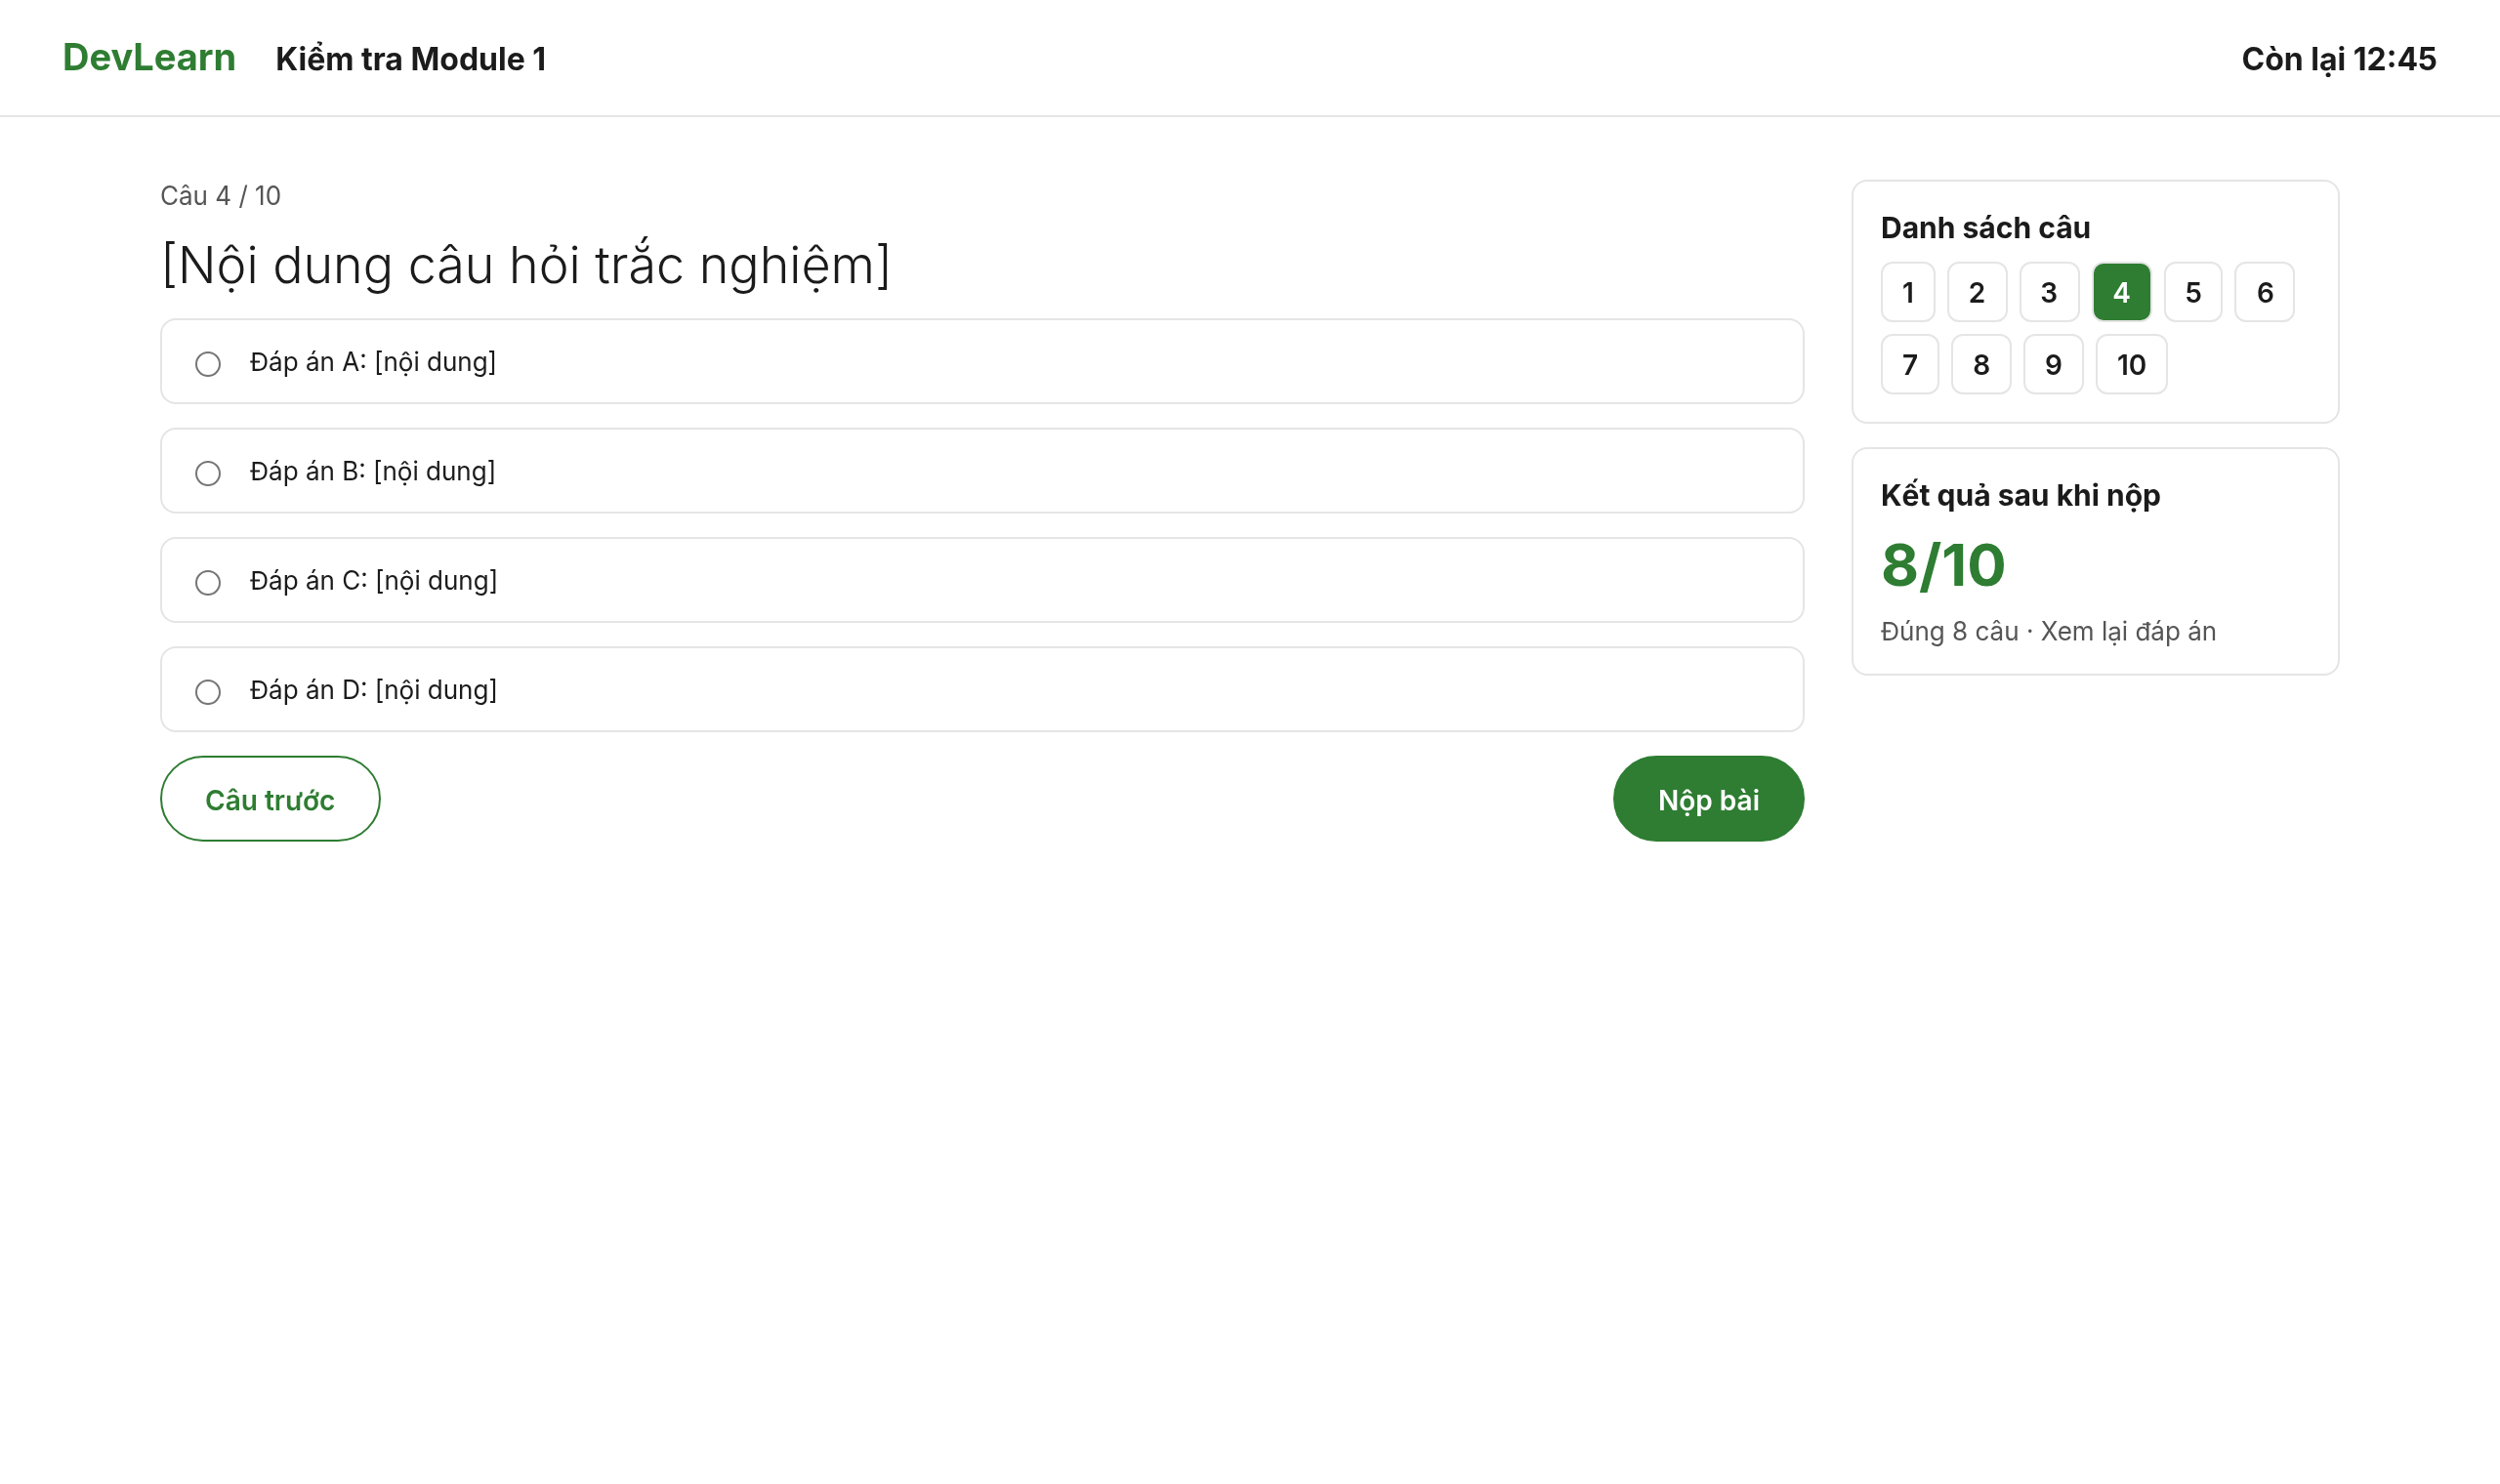 DevLearn
Kiểm tra Module 1
Còn lại 12:45
Câu 4 / 10
[Nội dung câu hỏi trắc nghiệm]
Đáp án A: [nội dung]
Đáp án B: [nội dung]
Đáp án C: [nội dung]
Đáp án D: [nội dung]
Câu trước
Nộp bài
Danh sách câu
1 2 3 4 5 6
7 8 9 10
Kết quả sau khi nộp
8/10
Đúng 8 câu · Xem lại đáp án